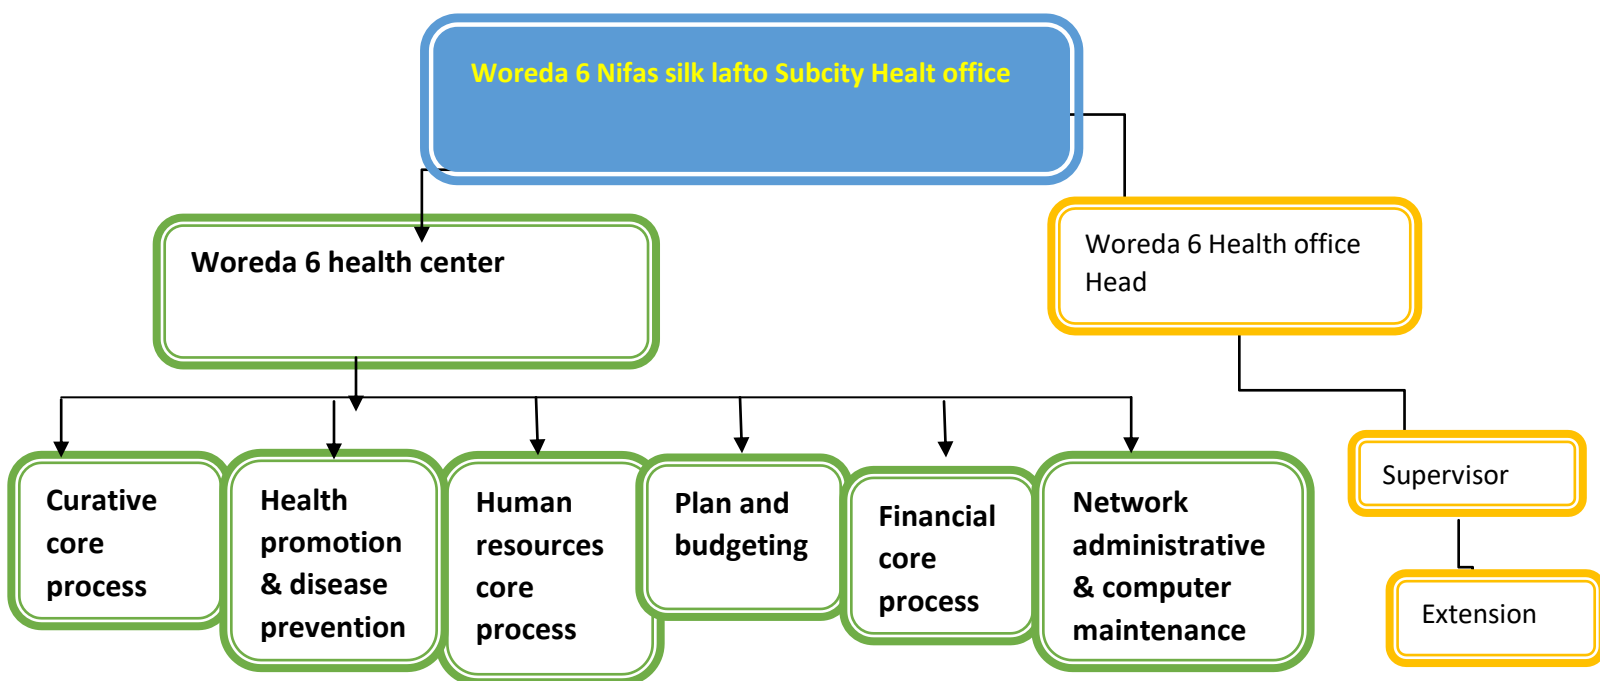 Woreda 6 Nifas silk lafto Subcity Healt office
Woreda 6 health center
Woreda 6 Health office
Head
Curative
core
process
Health
promotion
& disease
prevention
Human
resources
core
process
Plan and
budgeting
Financial
core
process
Network
administrative
& computer
maintenance
Supervisor
Extension